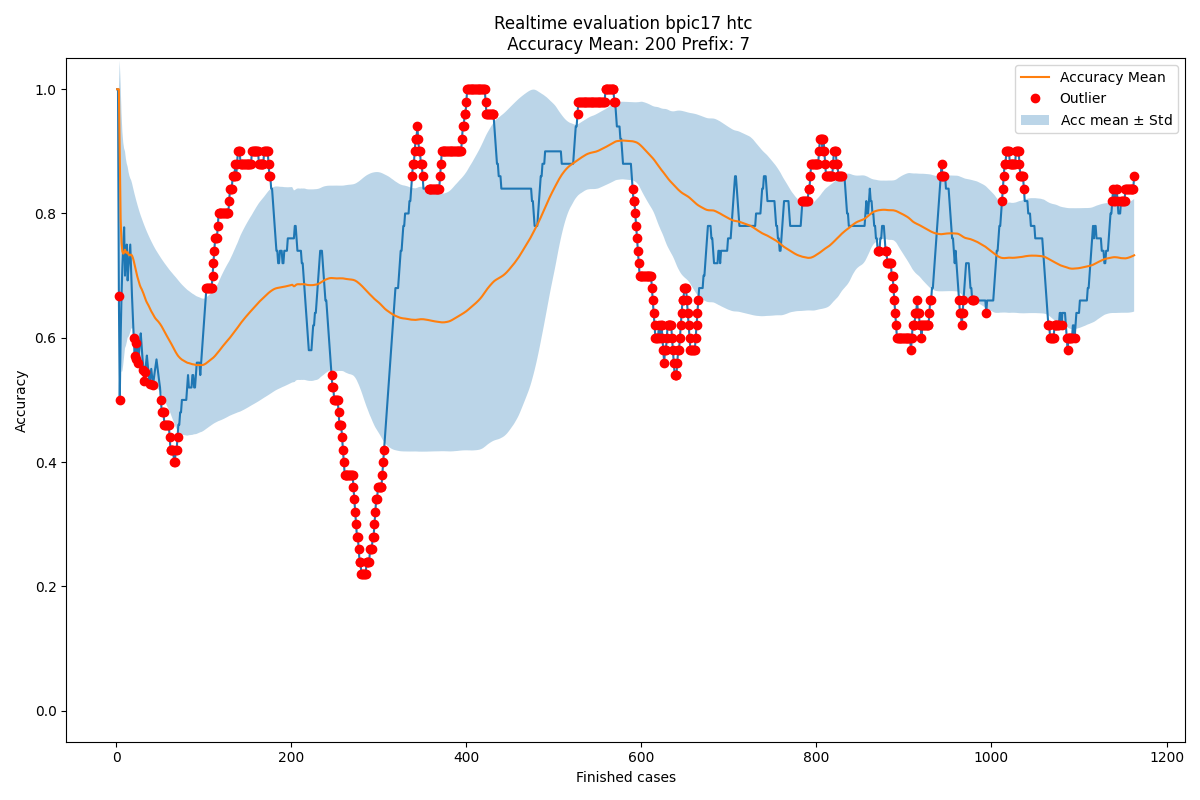 Realtime evaluation bpic17 htc
Accuracy Mean: 200 Prefix: 7
Accuracy Mean
Outlier
Acc mean ± Std
1.0
0.8
0.6
0.4
0.2
0.0
Accuracy
0
200
400
600
800
1000
1200
Finished cases